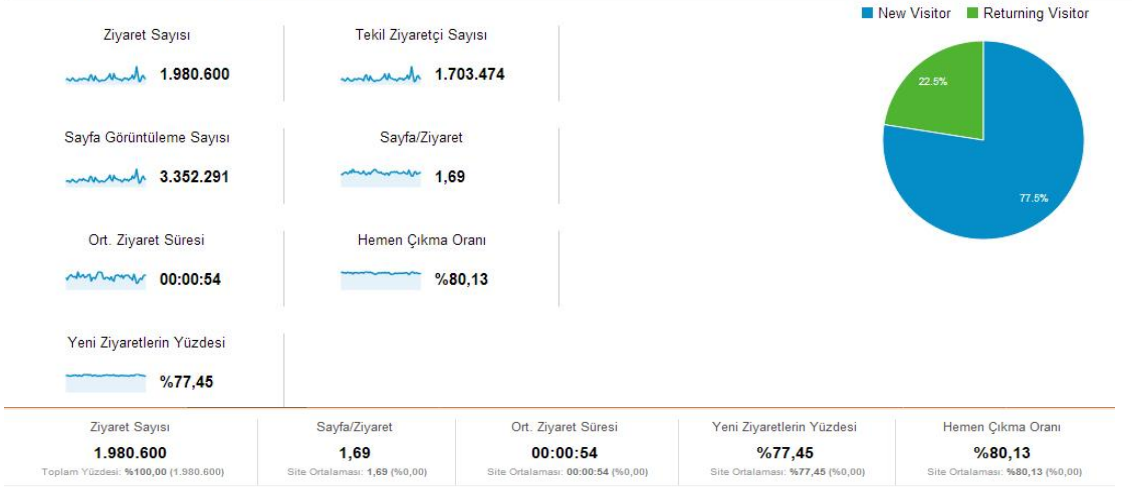 New Visitor Returning Visitor
Ziyaret Sayısı
1.980.600
Tekil Ziyaretçi Sayısı
1.703.474
22.5%
77.5%
Sayfa Görüntüleme Sayısı
3.352.291
Sayfa/Ziyaret
1,69
Ort. Ziyaret Süresi
00:00:54
Hemen Çıkma Oranı
%80,13
Yeni Ziyaretlerin Yüzdesi
%77,45
Ziyaret Sayısı
1.980.600
Toplam Yüzdesi: %100,00 (1.980.600)
Sayfa/Ziyaret
1,69
Site Ortalaması: 1,69 (%0,00)
Ort. Ziyaret Süresi
00:00:54
Site Ortalaması: 00:00:54 (%0,00)
Yeni Ziyaretlerin Yüzdesi
%77,45
Site Ortalaması: %77,45 (%0,00)
Hemen Çıkma Oranı
%80,13
Site Ortalaması: %80,13 (%0,00)